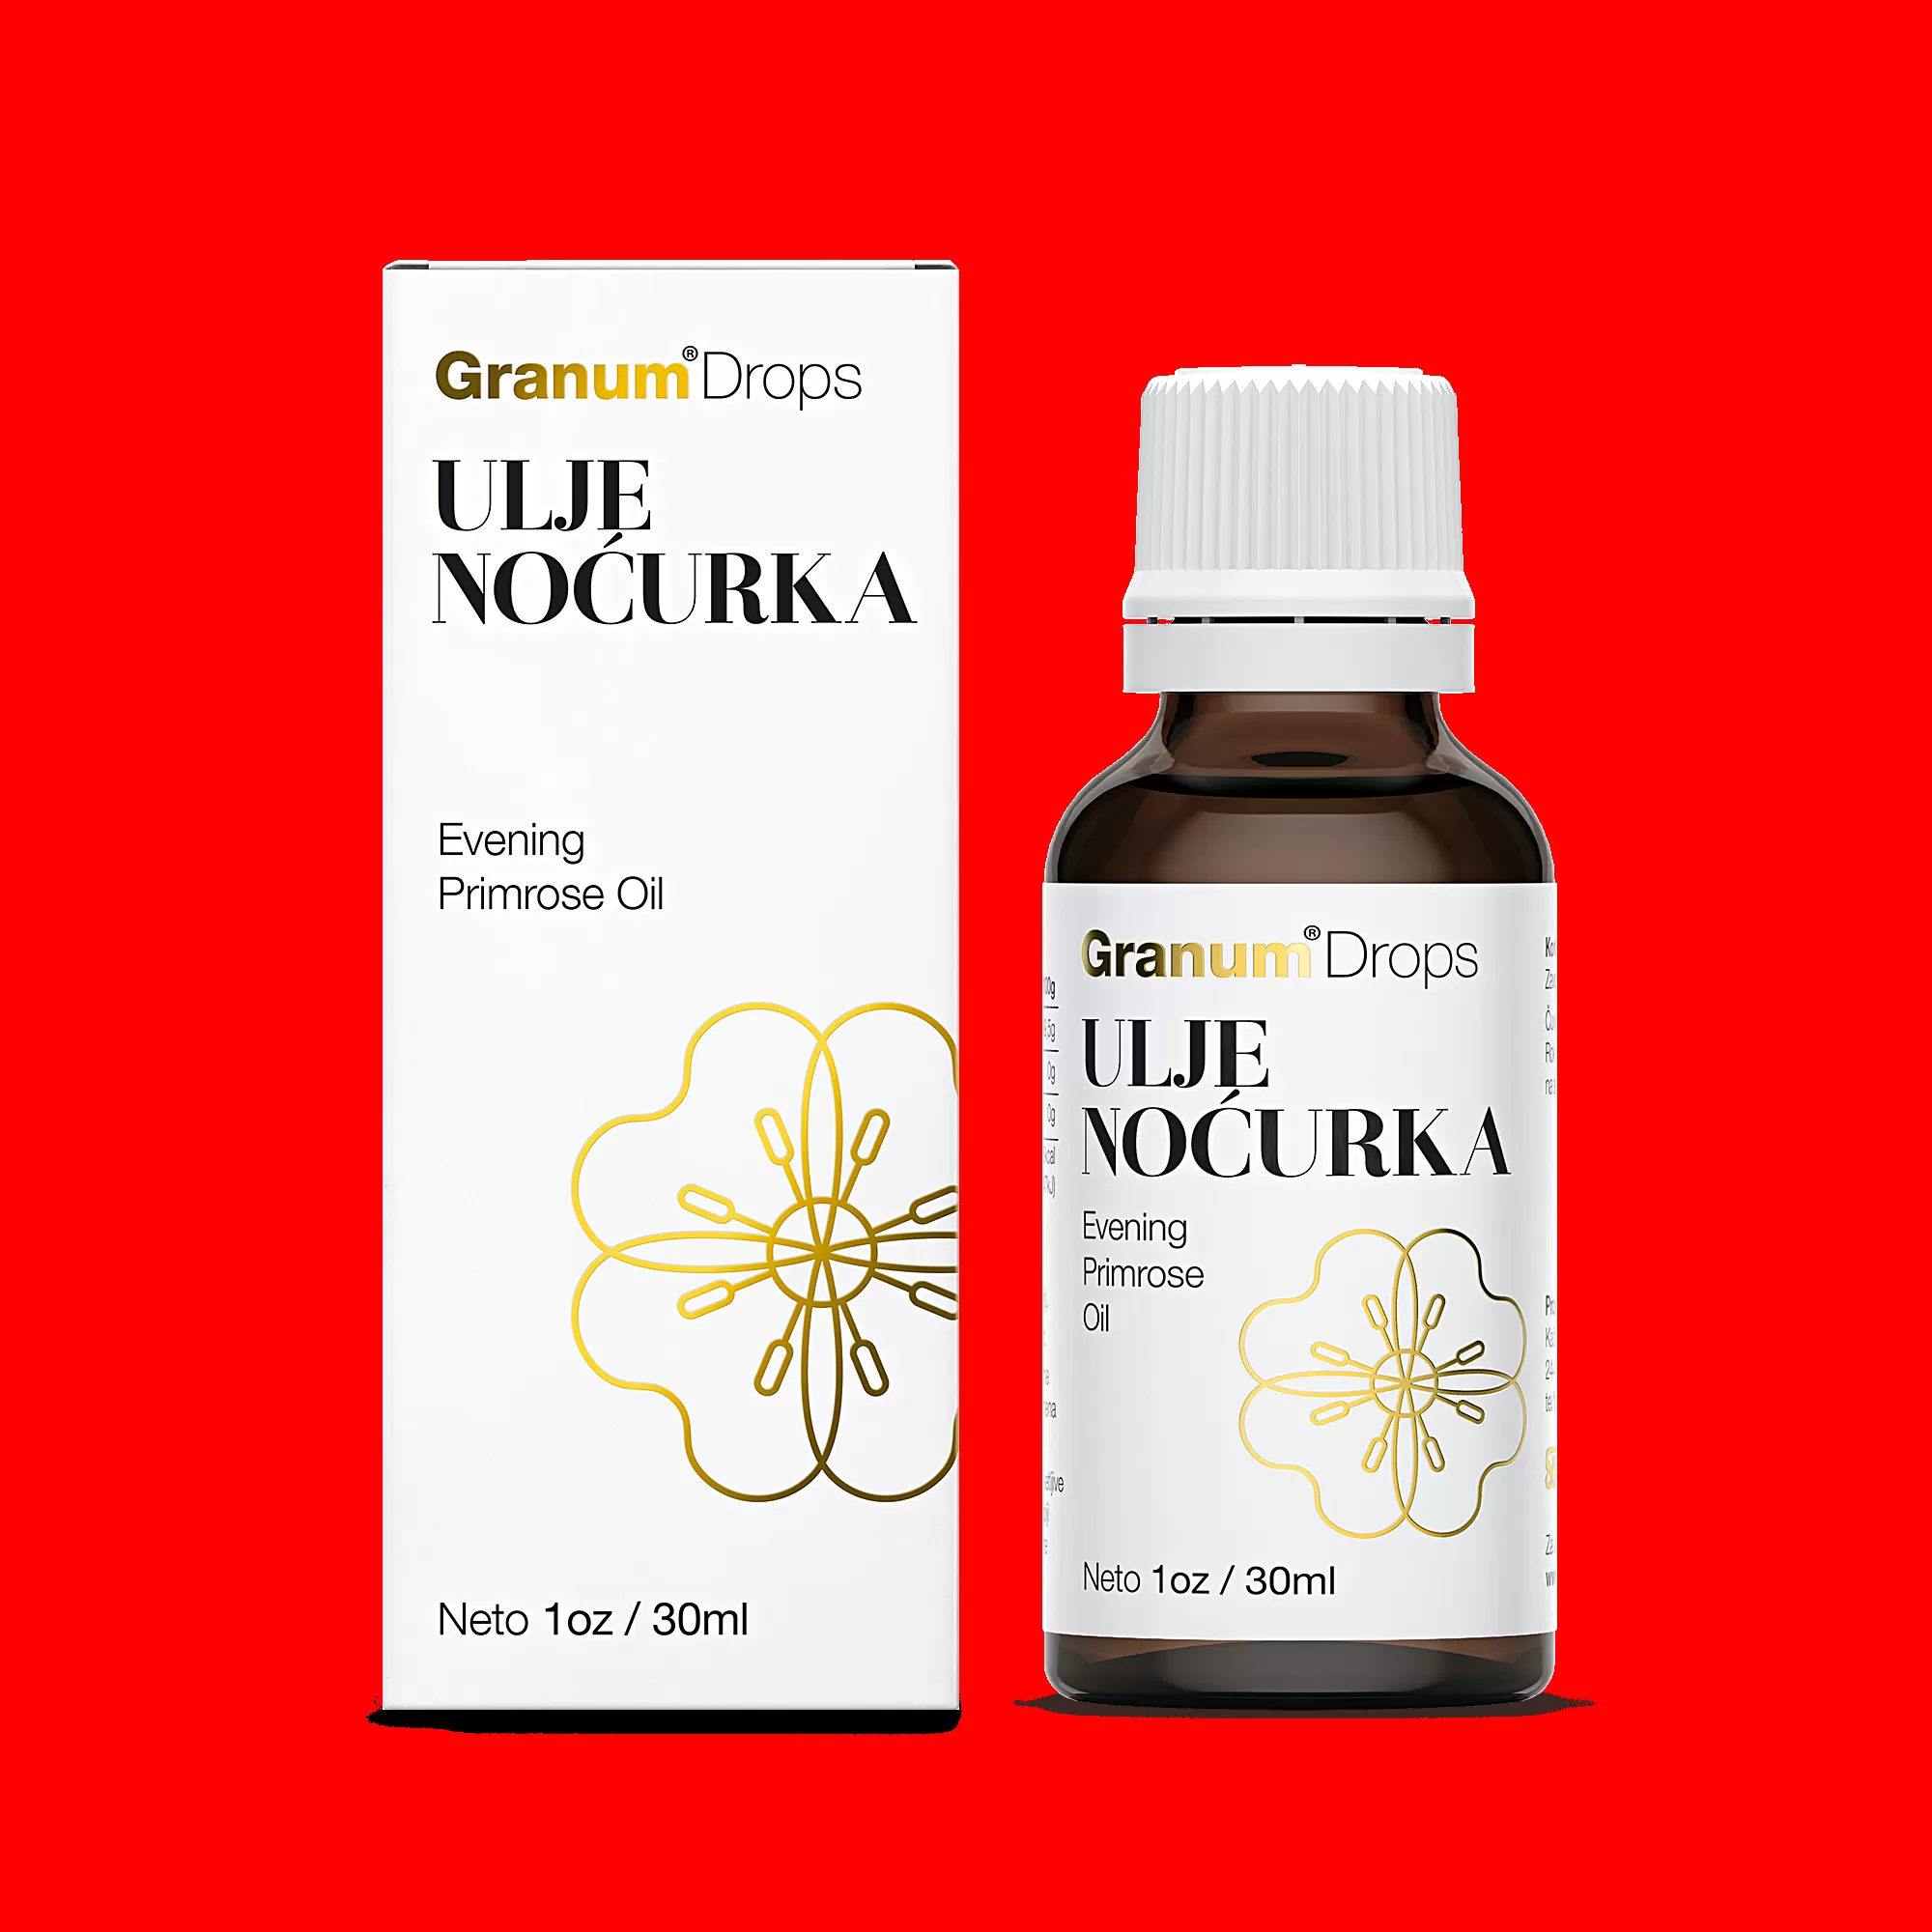 Granum® Drops
ULJE
NOĆURKA
Evening
Primrose Oil
Neto 1oz / 30ml
Granum® Drops
ULJE
NOĆURKA
Evening
Primrose
Oil
Neto 1oz / 30ml